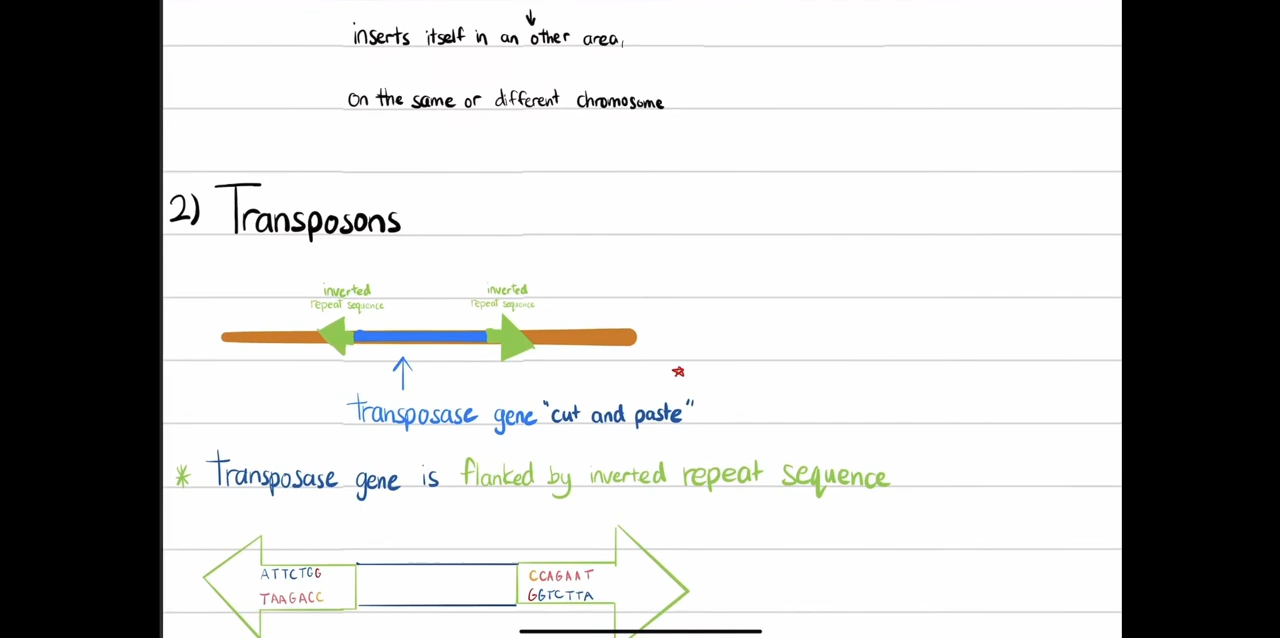 inserts itself in an other area,
on the same or different chromosome
2) Transposons
inverted
repeat sequence
inverted
repeat sequence
transposase gene "cut and paste"
* Transposase gene is flanked by inverted repeat sequence
ATTCTGG CCAGAAT
TAAGACC GGTCTTA